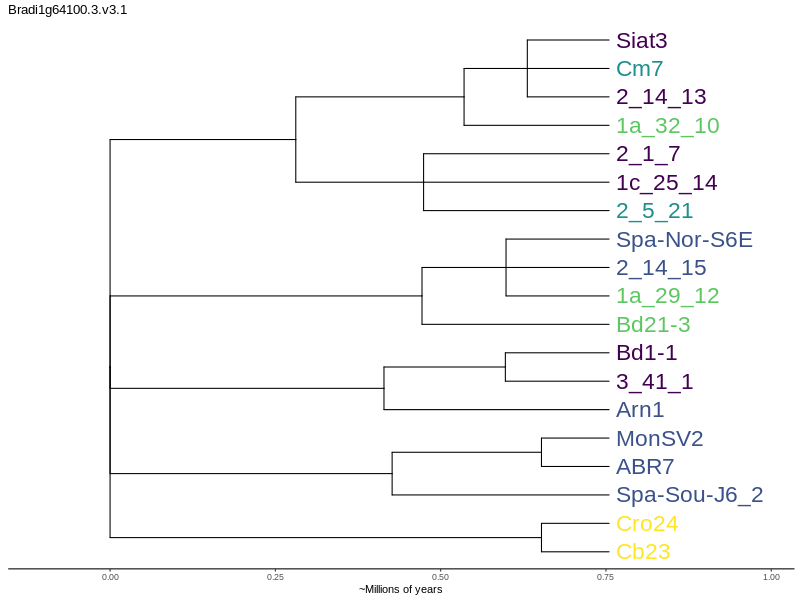 Bradi1g64100.3.v3.1
Siat3
Cm7
2_14_13
1a_32_10
2_1_7
1c_25_14
2_5_21
Spa-Nor-S6E
2_14_15
1a_29_12
Bd21-3
Bd1-1
3_41_1
Arn1
MonSV2
ABR7
Spa-Sou-J6_2
Cro24
Cb23
0.00 0.25 0.50 0.75 1.00
~Millions of years